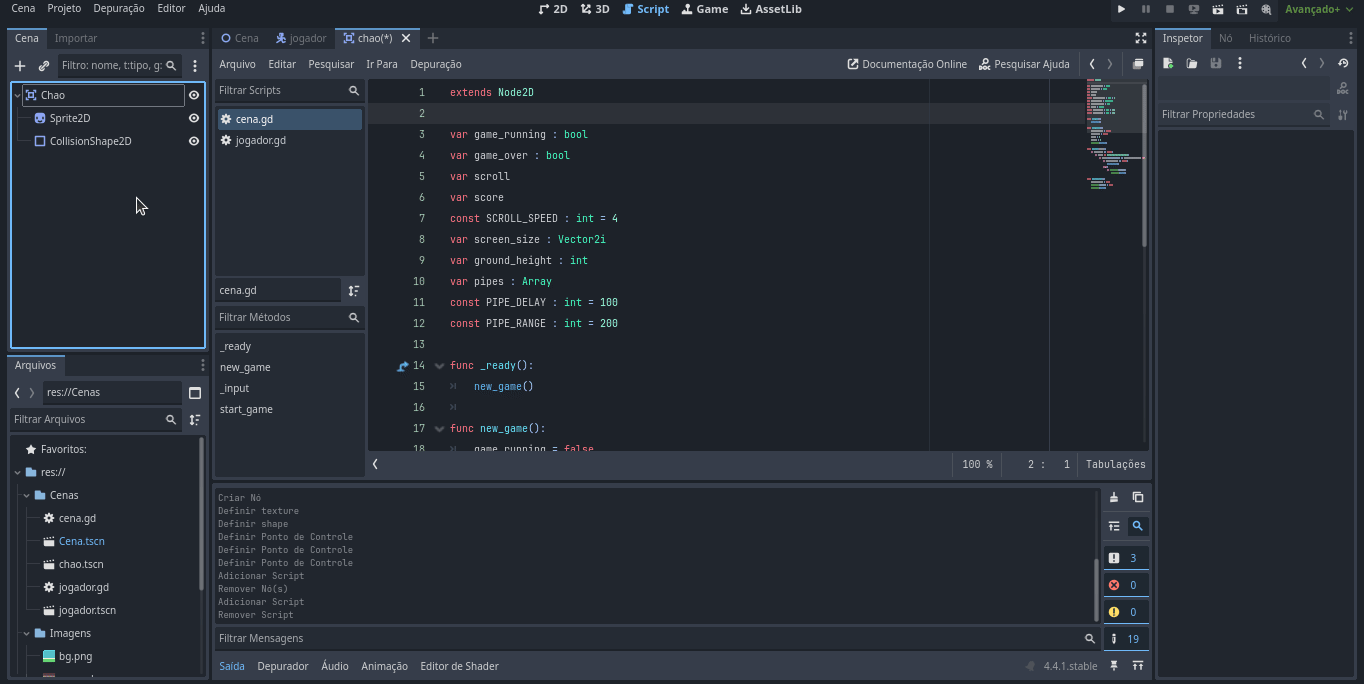 Cena Projeto Depuração Editor Ajuda
2D 3D Script Game AssetLib
Avançado+
Cena Importar
Filtro: nome, t:tipo, g:
Chao
Sprite2D
CollisionShape2D
Arquivos
res://Cenas
Filtrar Arquivos
Favoritos:
res://
Cenas
cena.gd
Cena.tscn
chao.tscn
jogador.gd
jogador.tscn
Imagens
bg.png
Cena jogador chao(*)
Arquivo Editar Pesquisar Ir Para Depuração
Documentação Online Pesquisar Ajuda
Filtrar Scripts
cena.gd
jogador.gd
cena.gd
Filtrar Métodos
_ready
new_game
_input
start_game
1 extends Node2D
2
3 var game_running : bool
4 var game_over : bool
5 var scroll
6 var score
7 const SCROLL_SPEED : int = 4
8 var screen_size : Vector2i
9 var ground_height : int
10 var pipes : Array
11 const PIPE_DELAY : int = 100
12 const PIPE_RANGE : int = 200
13
14 func _ready():
15 new_game()
16
17 func new_game():
18 game_running = false
100 % 2 : 1 Tabulações
Criar Nó
Definir texture
Definir shape
Definir Ponto de Controle
Definir Ponto de Controle
Definir Ponto de Controle
Adicionar Script
Remover Nó(s)
Adicionar Script
Remover Script
Filtrar Mensagens
3
0
0
19
Saída Depurador Áudio Animação Editor de Shader
4.4.1.stable
Inspetor Nó Histórico
DOC
Filtrar Propriedades